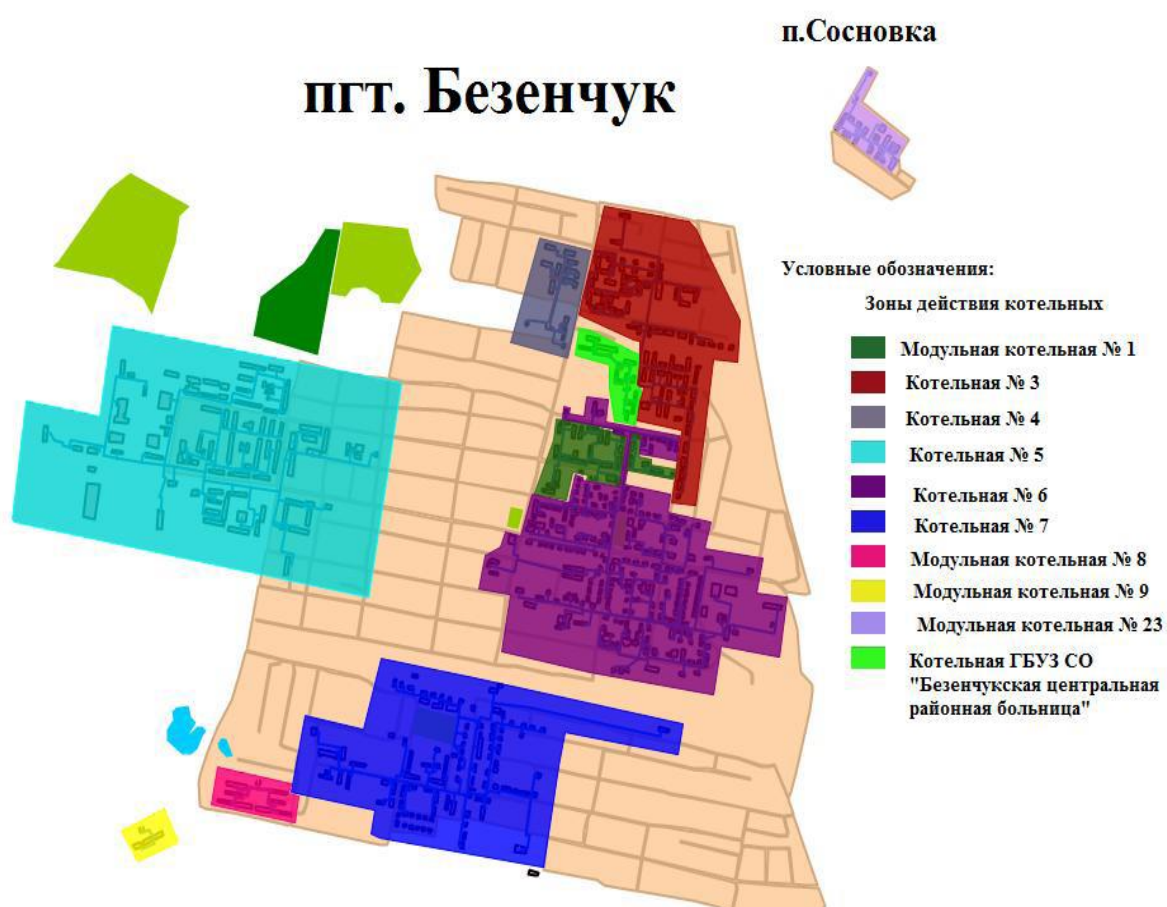 п.Сосновка
пгт. Безенчук
Условные обозначения:
Зоны действия котельных
Модульная котельная № 1
Котельная № 3
Котельная № 4
Котельная № 5
Котельная № 6
Котельная № 7
Модульная котельная № 8
Модульная котельная № 9
Модульная котельная № 23
Котельная ГБУЗ СО
"Безенчукская центральная
районная больница"